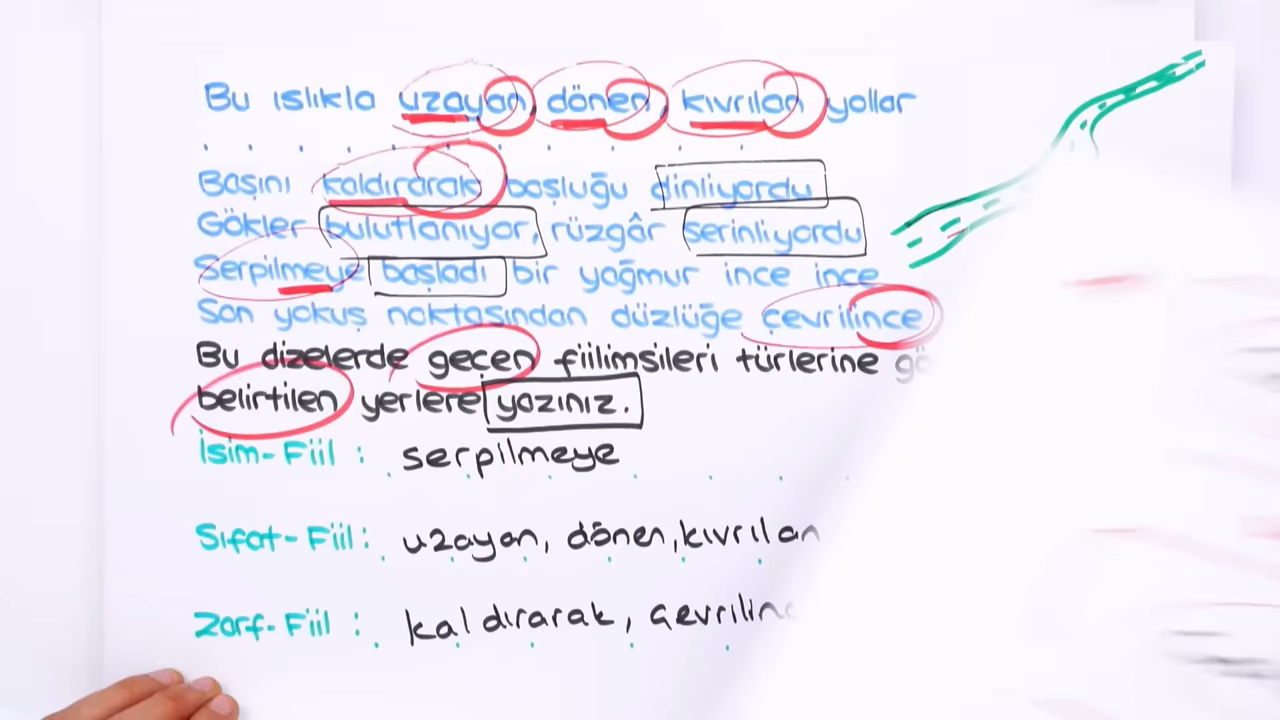 Bu ıslıkla uzayan, dönen, kıvrılan yollar
Başını kaldırarak boşluğu dinliyordu
Gökler bulutlanıyor, rüzgâr serinliyordu
Serpilmeye başladı bir yağmur ince ince
Son yokuş noktasından düzlüğe çevrilince
Bu dizelerde geçen fiilimsileri türlerine
belirtilen yerlere yazınız.
İsim-Fiil : serpilmeye
Sıfat-Fiil : uzayan, dönen, kıvrılan
Zarf-Fiil : kaldırarak,